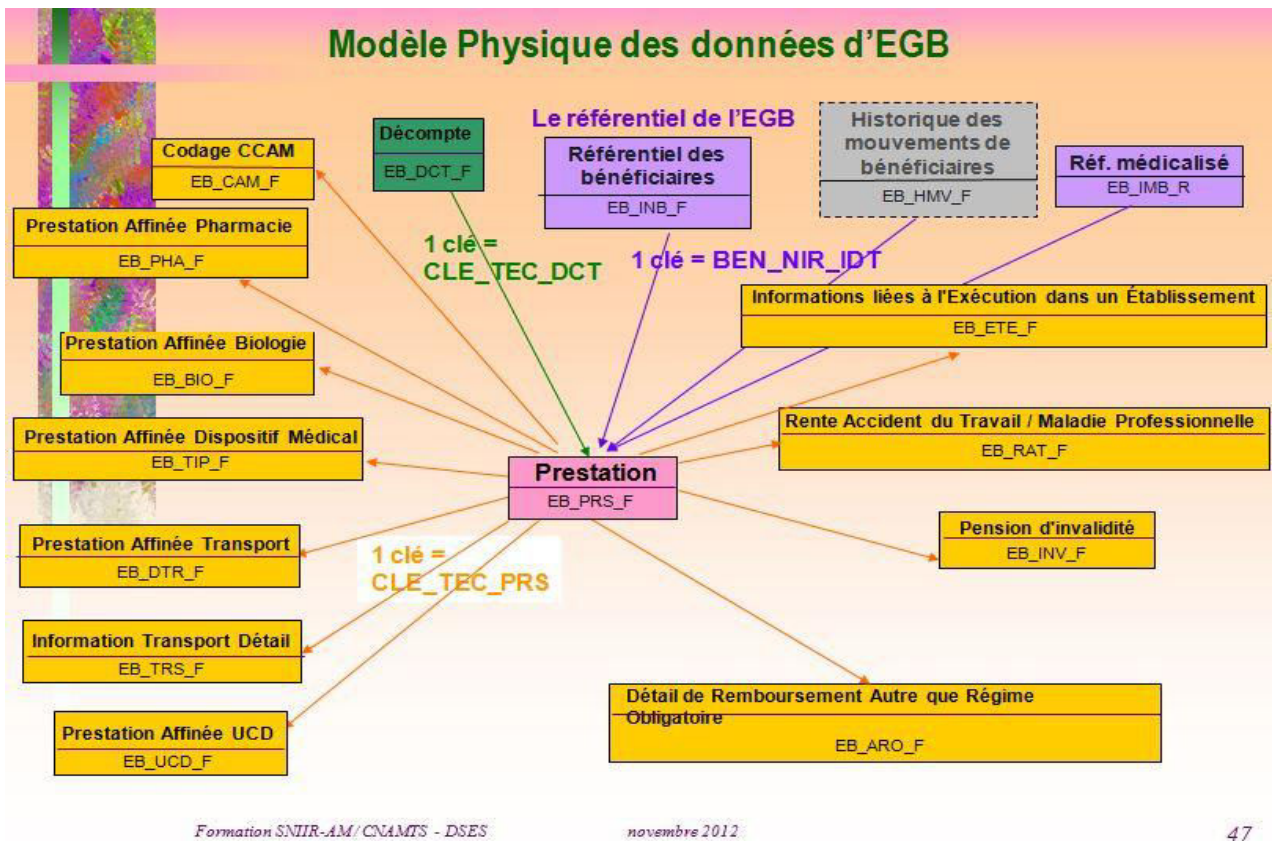 Modèle Physique des données d'EGB
Décompte
EB_DCT_F
Le référentiel de l'EGB
Référentiel des
bénéficiaires
EB_INB_F
Historique des
mouvements de
bénéficiaires
EB_HMV_F
Réf. médicalisé
EB_IMB_R
Codage CCAM
EB_CAM_F
Prestation Affinée Pharmacie
EB_PHA_F
1 clé =
CLE_TEC_DCT
1 clé = BEN_NIR_IDT
Informations liées à l'Exécution dans un Établissement
EB_ETE_F
Prestation Affinée Biologie
EB_BIO_F
Prestation Affinée Dispositif Médical
EB_TIP_F
Rente Accident du Travail / Maladie Professionnelle
EB_RAT_F
Prestation
EB_PRS_F
Prestation Affinée Transport
EB_DTR_F
1 clé =
CLE_TEC_PRS
Pension d'invalidité
EB_INV_F
Information Transport Détail
EB_TRS_F
Prestation Affinée UCD
EB_UCD_F
Détail de Remboursement Autre que Régime
Obligatoire
EB_ARO_F
Formation SNIIR-AM/CNAMTS - DSES novembre 2012 47